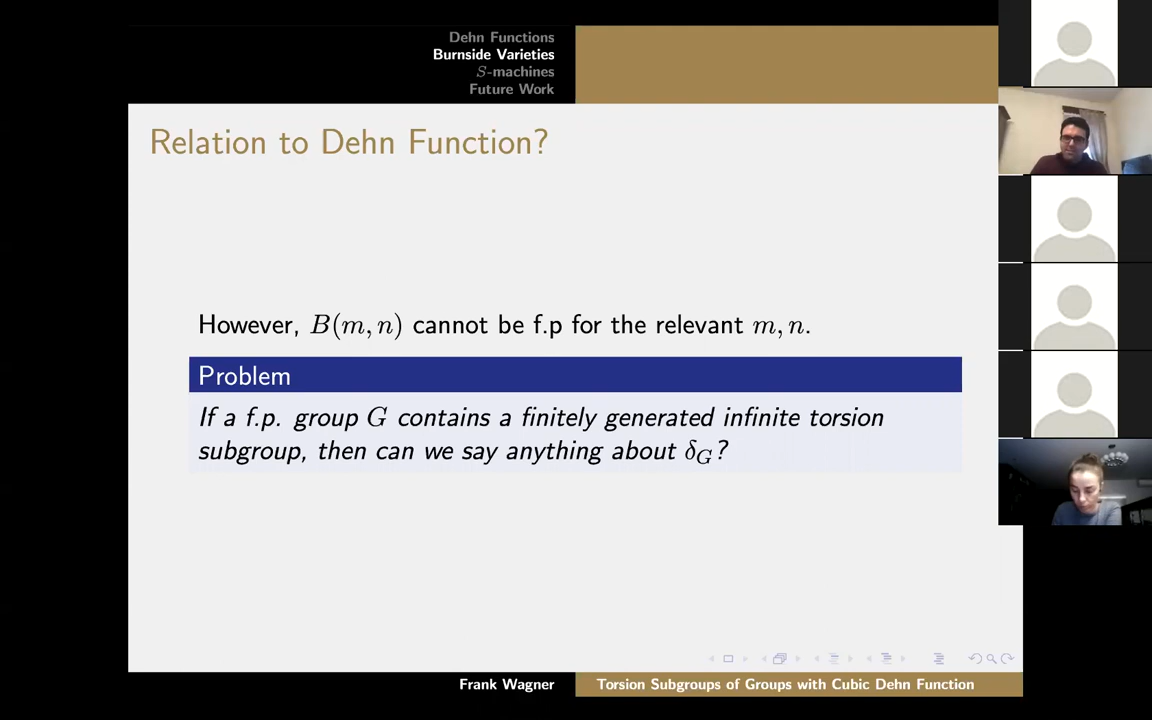 Dehn Functions
Burnside Varieties
S-machines
Future Work
Relation to Dehn Function?
However, B(m, n) cannot be f.p for the relevant m, n.
Problem
If a f.p. group G contains a finitely generated infinite torsion
subgroup, then can we say anything about δ_G?
Frank Wagner
Torsion Subgroups of Groups with Cubic Dehn Function